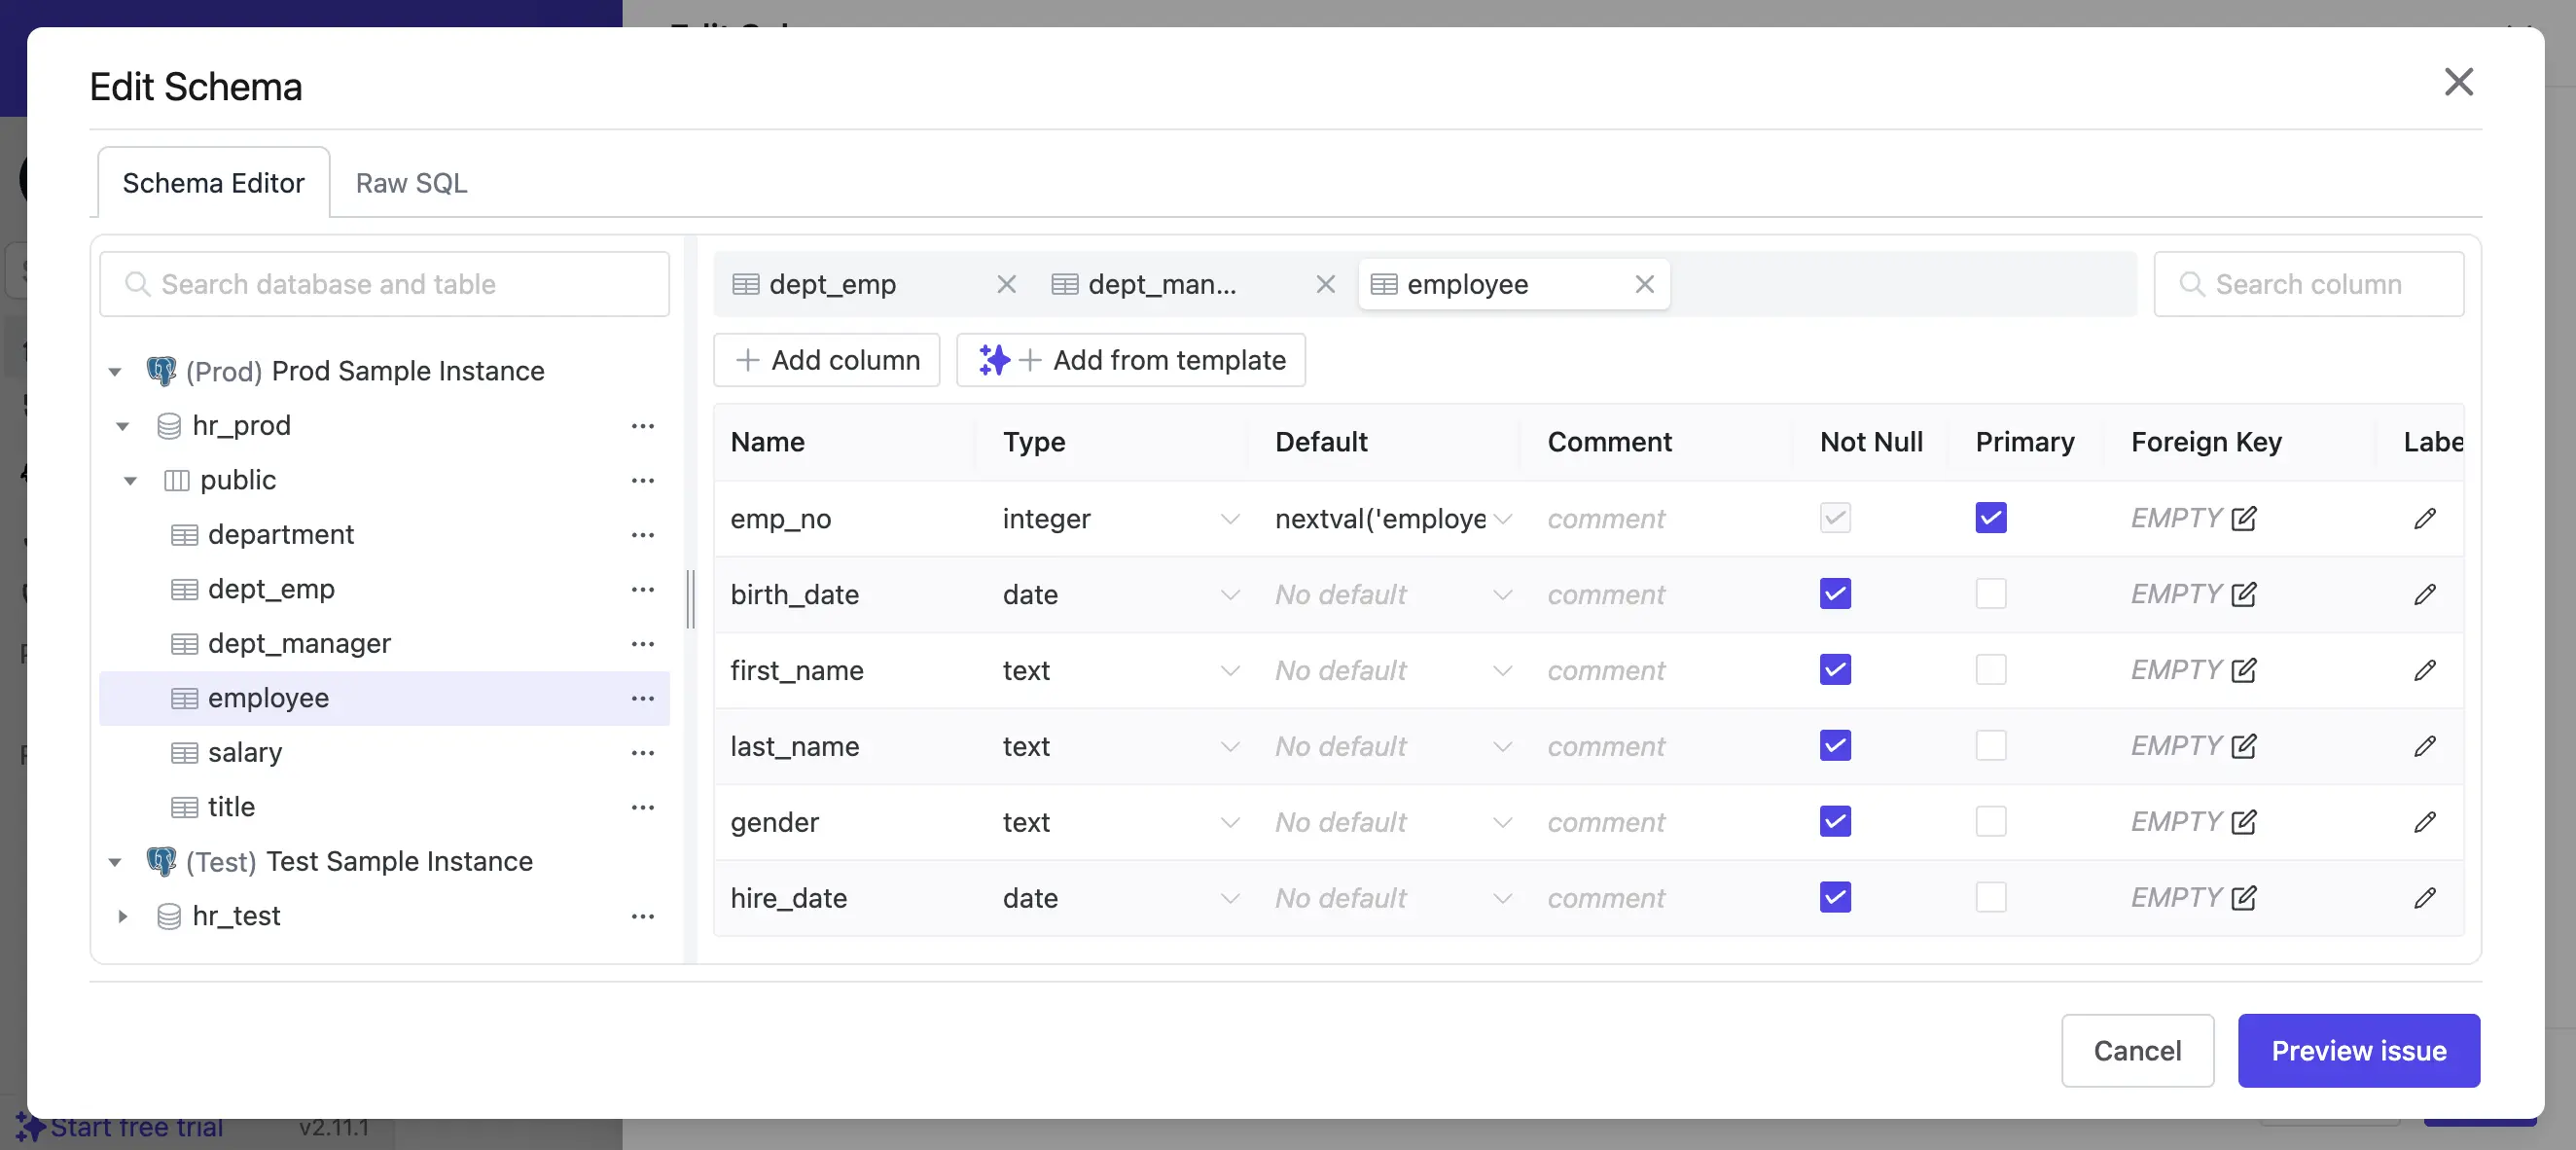 Edit Schema
Schema Editor
Raw SQL
Search database and table
(Prod) Prod Sample Instance
hr_prod
public
department
dept_emp
dept_manager
employee
salary
title
(Test) Test Sample Instance
hr_test
dept_emp
dept_man...
employee
Search column
Add column
Add from template
Name Type Default Comment Not Null Primary Foreign Key Labe
emp_no integer nextval('employe comment EMPTY
birth_date date No default comment EMPTY
first_name text No default comment EMPTY
last_name text No default comment EMPTY
gender text No default comment EMPTY
hire_date date No default comment EMPTY
Cancel
Preview issue
Start free trial
v2.11.1